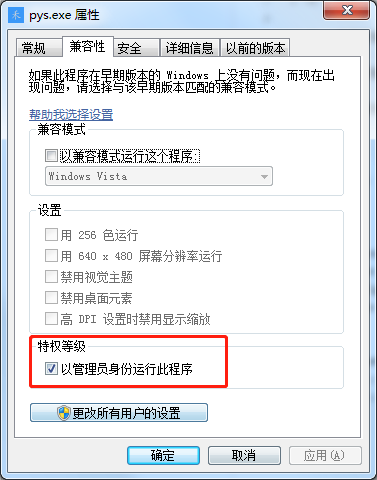 禾
pys.exe 属性
常规
兼容性
安全
详细信息
以前的版本
如果此程序在早期版本的 Windows 上没有问题，而现在出
现问题，请选择与该早期版本匹配的兼容模式。
帮助我选择设置
兼容模式
以兼容模式运行这个程序：
Windows Vista
设置
用 256 色运行
用 640 x 480 屏幕分辨率运行
禁用视觉主题
禁用桌面元素
高 DPI 设置时禁用显示缩放
特权等级
以管理员身份运行此程序
更改所有用户的设置
确定
取消
应用(A)